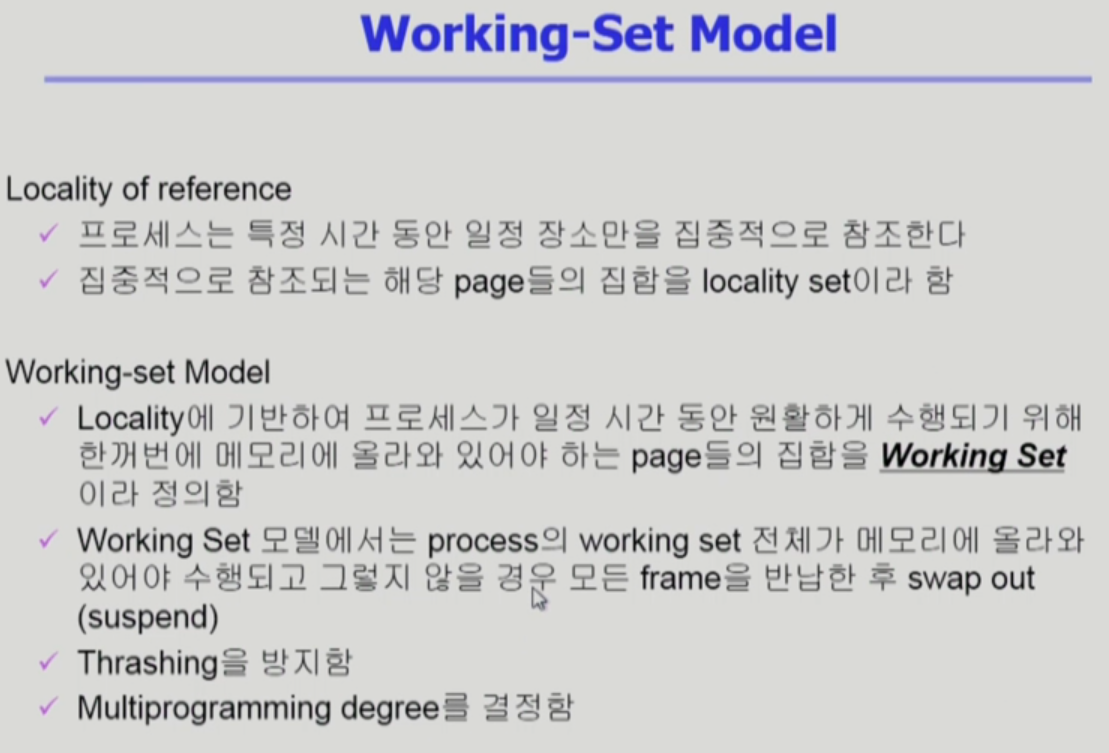 Working-Set Model
Locality of reference
✓ 프로세스는 특정 시간 동안 일정 장소만을 집중적으로 참조한다
✓ 집중적으로 참조되는 해당 page들의 집합을 locality set이라 함
Working-set Model
✓ Locality에 기반하여 프로세스가 일정 시간 동안 원활하게 수행되기 위해
한꺼번에 메모리에 올라와 있어야 하는 page들의 집합을 Working Set
이라 정의함
✓ Working Set 모델에서는 process의 working set 전체가 메모리에 올라와
있어야 수행되고 그렇지 않을 경우 모든 frame을 반납한 후 swap out
(suspend)
✓ Thrashing을 방지함
✓ Multiprogramming degree를 결정함